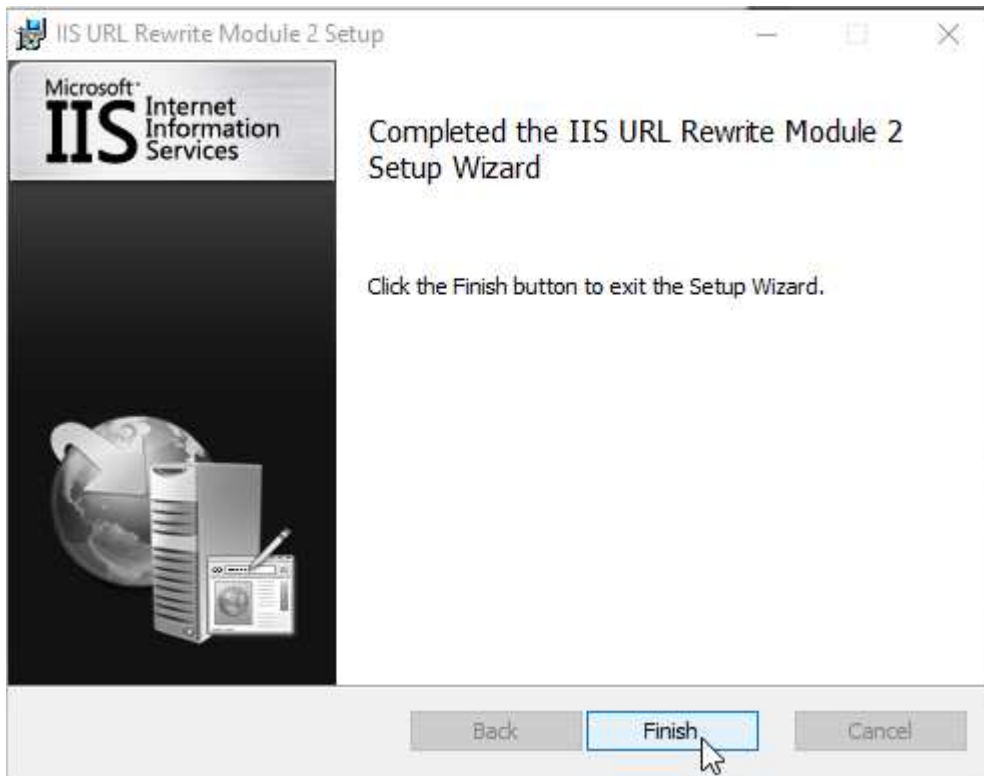 IIS URL Rewrite Module 2 Setup
Microsoft
IIS Internet
Information
Services
Completed the IIS URL Rewrite Module 2
Setup Wizard
Click the Finish button to exit the Setup Wizard.
Back
Finish
Cancel